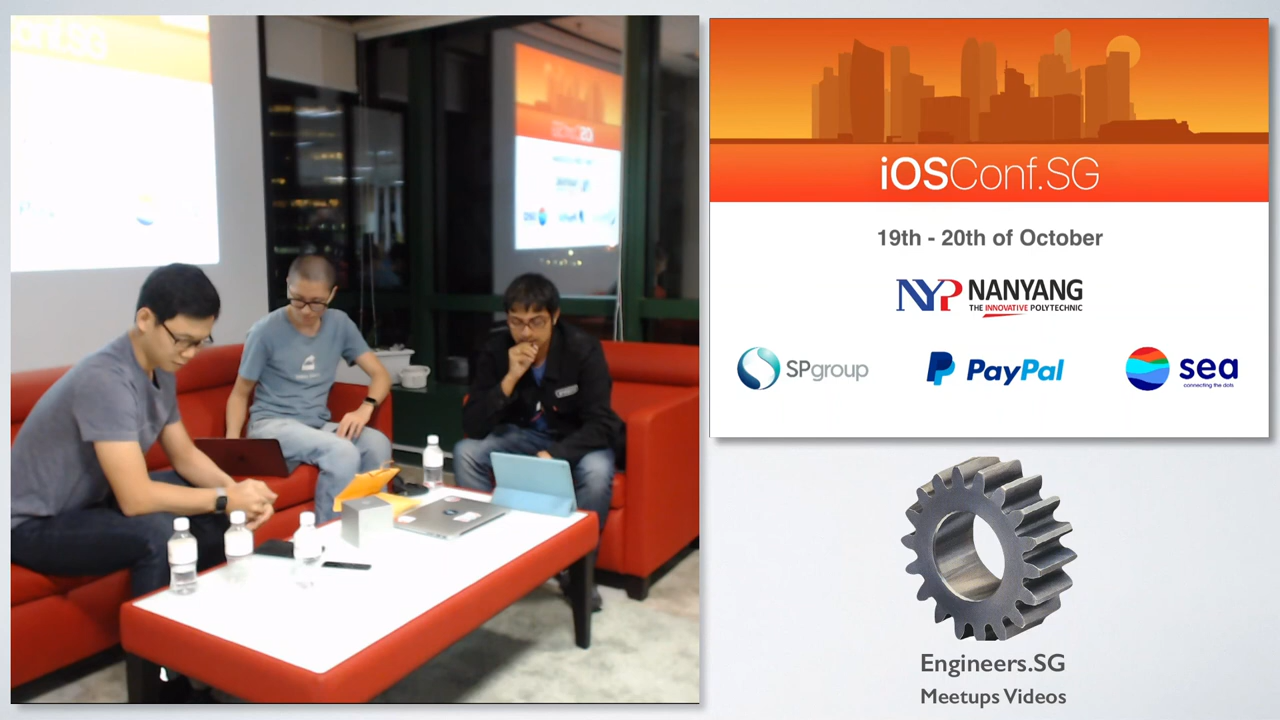 iOSConf.SG
19th - 20th of October
NYP NANYANG
THE INNOVATIVE POLYTECHNIC
SPgroup
PayPal
sea
connecting the dots
Engineers.SG
Meetups Videos